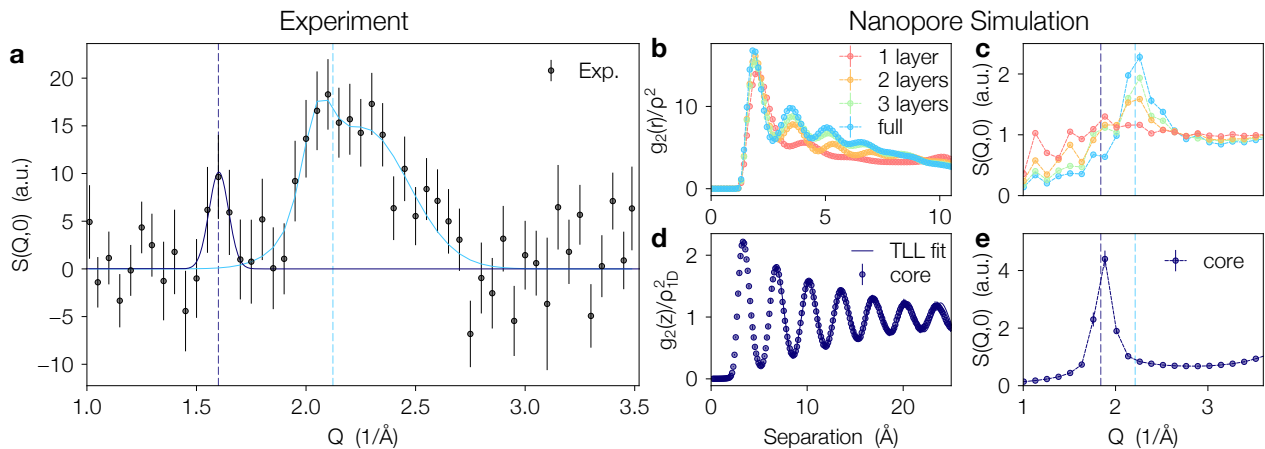 Experiment
Nanopore Simulation
a
Exp.
S(Q,0) (a.u.)
20
15
10
5
0
−5
−10
1.0 1.5 2.0 2.5 3.0 3.5
Q (1/Å)
b
1 layer
2 layers
3 layers
full
g₂(r)/ρ²
10
0
0 5 10
c
S(Q,0) (a.u.)
2
1
0
d
TLL fit
core
g₂(z)/ρ²₁D
2
1
0
0 10 20
Separation (Å)
e
core
S(Q,0) (a.u.)
4
2
0
1 2 3
Q (1/Å)